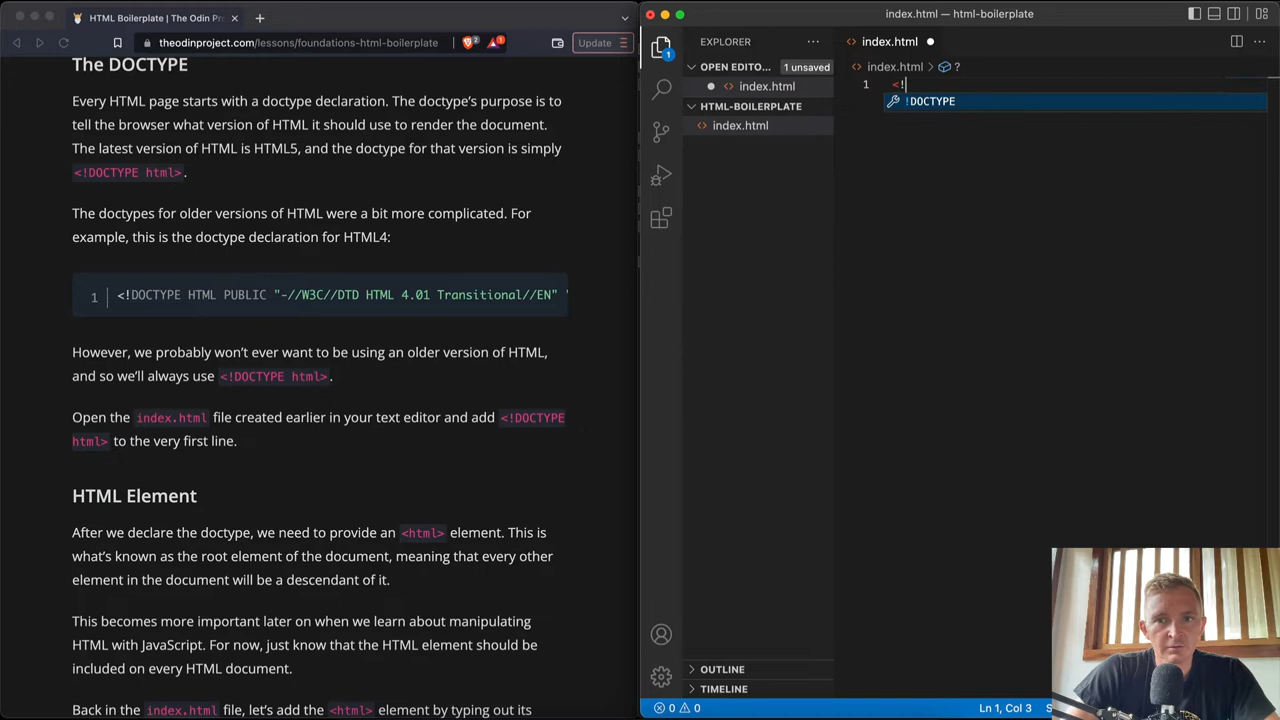 HTML Boilerplate | The Odin Pr
theodinproject.com/lessons/foundations-html-boilerplate
2
1
Update
The DOCTYPE
Every HTML page starts with a doctype declaration. The doctype's purpose is to
tell the browser what version of HTML it should use to render the document.
The latest version of HTML is HTML5, and the doctype for that version is simply
<!DOCTYPE html>.
The doctypes for older versions of HTML were a bit more complicated. For
example, this is the doctype declaration for HTML4:
1 <!DOCTYPE HTML PUBLIC "-//W3C//DTD HTML 4.01 Transitional//EN" "
However, we probably won't ever want to be using an older version of HTML,
and so we'll always use <!DOCTYPE html>.
Open the index.html file created earlier in your text editor and add <!DOCTYPE
html> to the very first line.
HTML Element
After we declare the doctype, we need to provide an <html> element. This is
what's known as the root element of the document, meaning that every other
element in the document will be a descendant of it.
This becomes more important later on when we learn about manipulating
HTML with JavaScript. For now, just know that the HTML element should be
included on every HTML document.
Back in the index.html file, let's add the <html> element by typing out its
index.html — html-boilerplate
1
EXPLORER
OPEN EDITO... 1 unsaved
index.html
HTML-BOILERPLATE
index.html
OUTLINE
TIMELINE
index.html
index.html > ?
1 <!
!DOCTYPE
0 0
Ln 1, Col 3
S